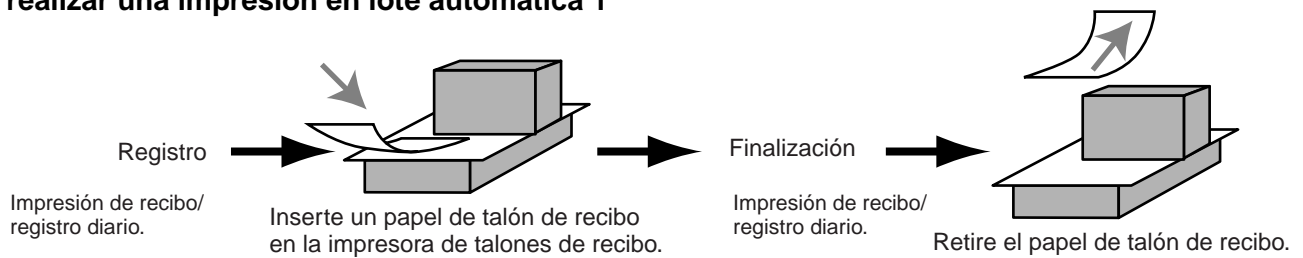 realizar una impresión en lote automática 1
Registro
Impresión de recibo/
registro diario.
Inserte un papel de talón de recibo
en la impresora de talones de recibo.
Finalización
Impresión de recibo/
registro diario.
Retire el papel de talón de recibo.